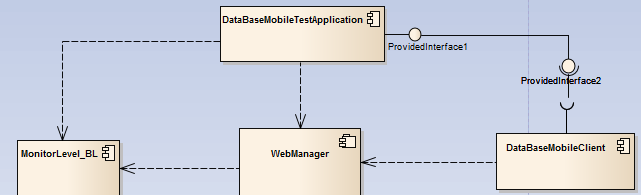 DataBaseMobileTestApplication
ProvidedInterface1
ProvidedInterface2
MonitorLevel_BL
WebManager
DataBaseMobileClient